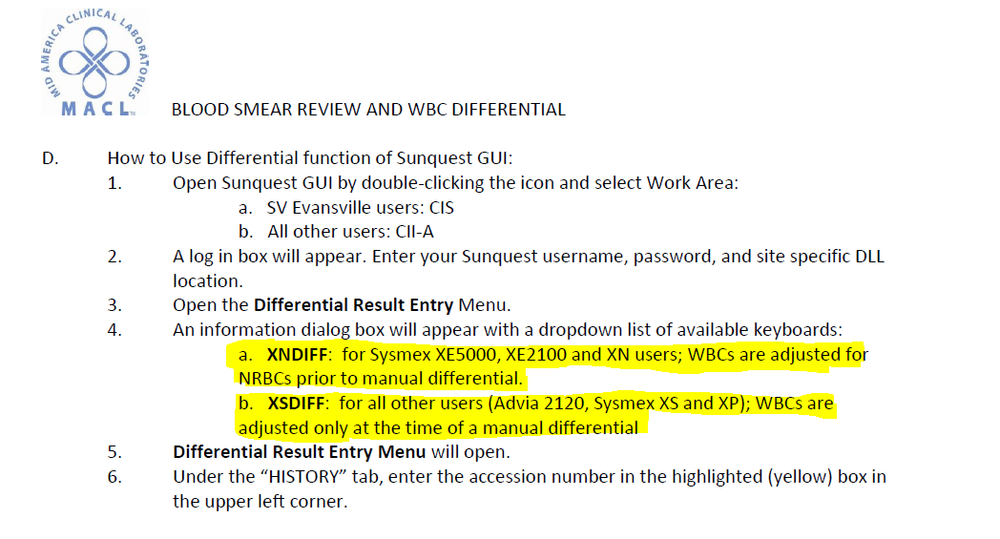 MID AMERICA CLINICAL LABORATORIES
MACL
BLOOD SMEAR REVIEW AND WBC DIFFERENTIAL
D. How to Use Differential function of Sunquest GUI:
1. Open Sunquest GUI by double-clicking the icon and select Work Area:
a. SV Evansville users: CIS
b. All other users: CII-A
2. A log in box will appear. Enter your Sunquest username, password, and site specific DLL
location.
3. Open the Differential Result Entry Menu.
4. An information dialog box will appear with a dropdown list of available keyboards:
a. XNDIFF: for Sysmex XE5000, XE2100 and XN users; WBCs are adjusted for
NRBCs prior to manual differential.
b. XSDIFF: for all other users (Advia 2120, Sysmex XS and XP); WBCs are
adjusted only at the time of a manual differential
5. Differential Result Entry Menu will open.
6. Under the “HISTORY” tab, enter the accession number in the highlighted (yellow) box in
the upper left corner.